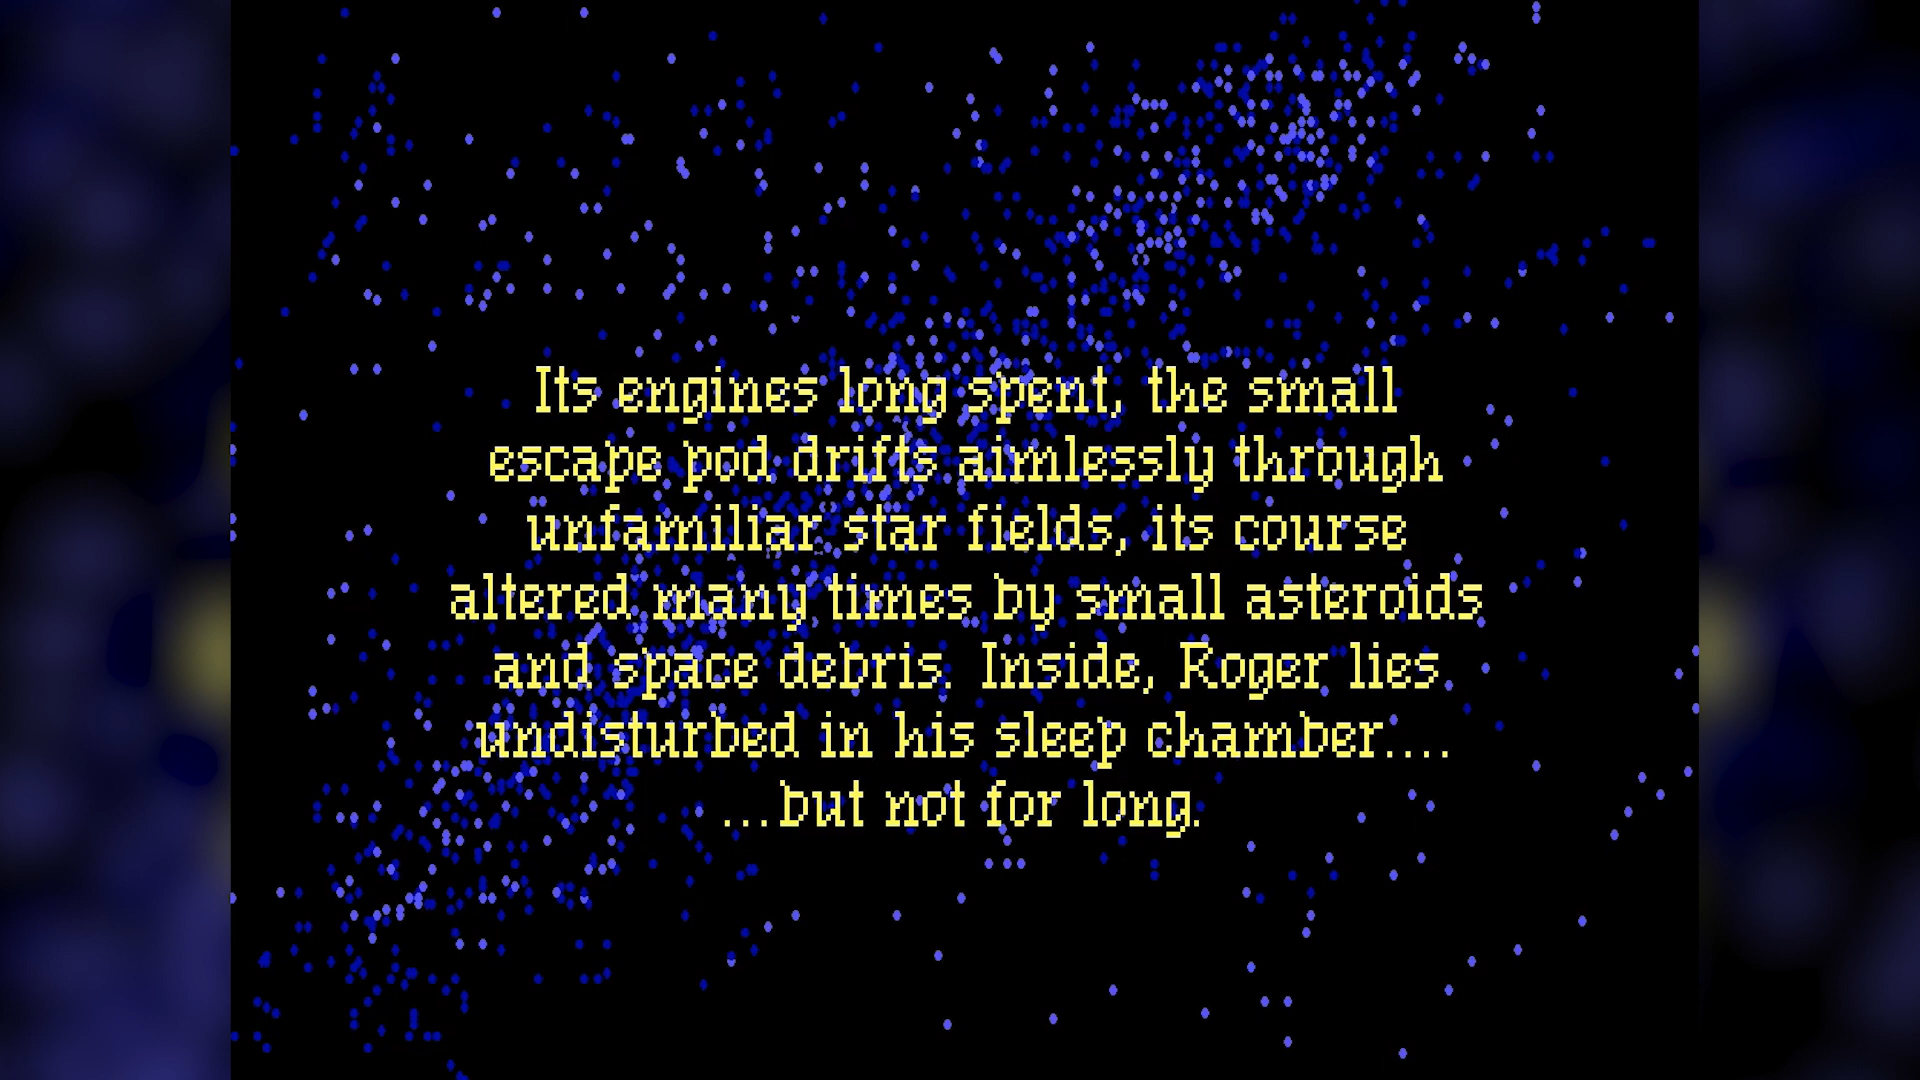 Its engines long spent, the small
escape pod drifts aimlessly through
unfamiliar star fields, its course
altered many times by small asteroids
and space debris. Inside, Roger lies
undisturbed in his sleep chamber....
...but not for long.